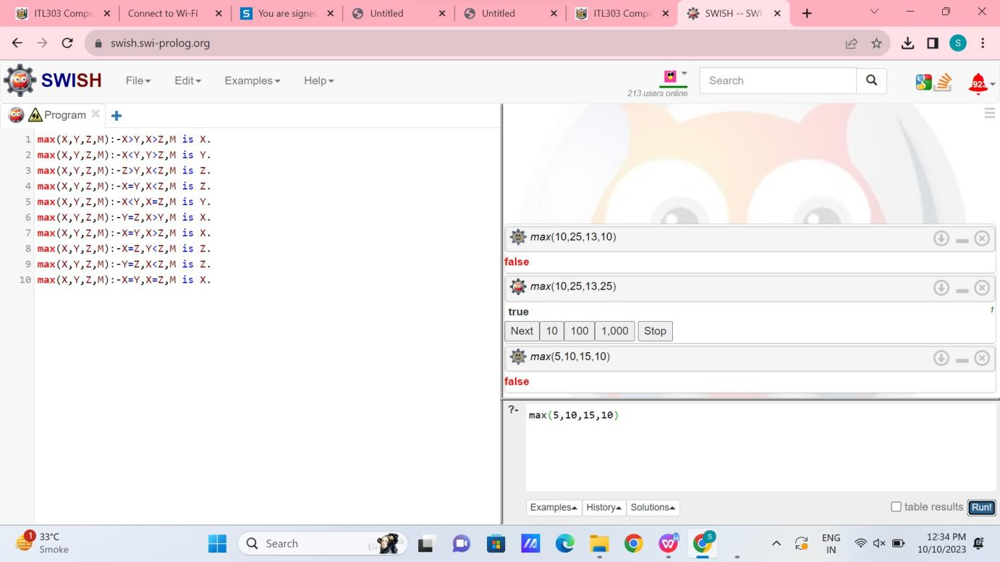 ITL303 Compu
Connect to Wi-Fi
You are signe
Untitled
Untitled
ITL303 Compu
SWISH -- SWI
swish.swi-prolog.org
S
SWISH
File
Edit
Examples
Help
213 users online
Search
92
Program
1 max(X,Y,Z,M):-X>Y,X>Z,M is X.
2 max(X,Y,Z,M):-X<Y,Y>Z,M is Y.
3 max(X,Y,Z,M):-Z>Y,X<Z,M is Z.
4 max(X,Y,Z,M):-X=Y,X<Z,M is Z.
5 max(X,Y,Z,M):-X<Y,X=Z,M is Y.
6 max(X,Y,Z,M):-Y=Z,X>Y,M is X.
7 max(X,Y,Z,M):-X=Y,X>Z,M is X.
8 max(X,Y,Z,M):-X=Z,Y<Z,M is Z.
9 max(X,Y,Z,M):-Y=Z,X<Z,M is Z.
10 max(X,Y,Z,M):-X=Y,X=Z,M is X.
max(10,25,13,10)
false
max(10,25,13,25)
true
1
Next 10 100 1,000 Stop
max(5,10,15,10)
false
?- max(5,10,15,10)
Examples History Solutions
table results Run!
1
33°C
Smoke
Search
ENG
IN
12:34 PM
10/10/2023